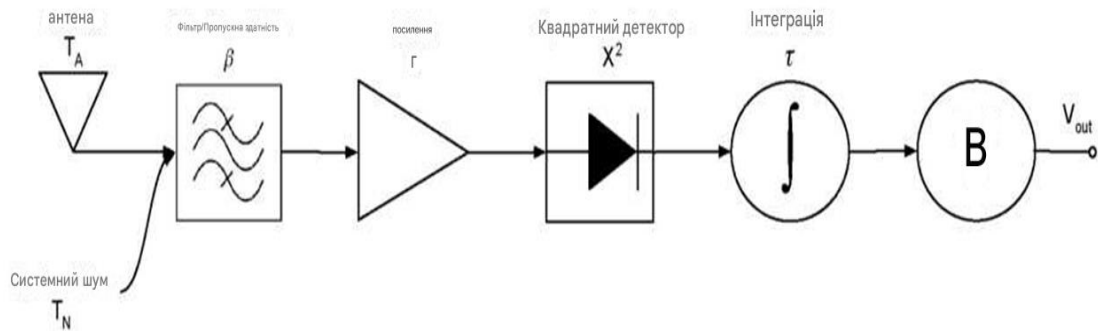 антена
T_A
Фільтр/Пропускна здатність
β
посилення
Г
Квадратний детектор
X²
Інтеграція
τ
∫
B
V_out
Системний шум
T_N